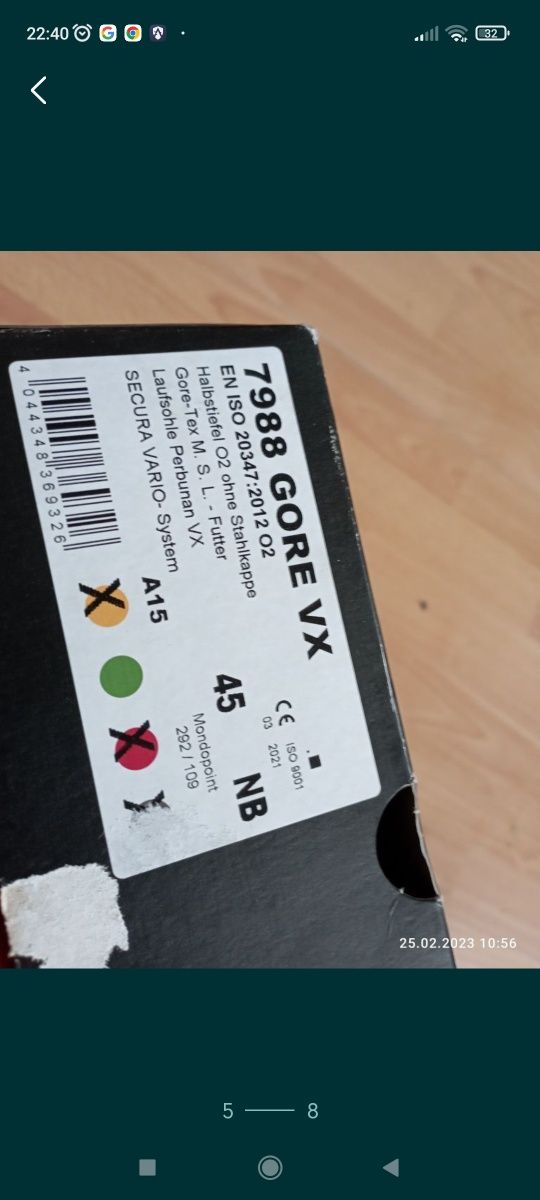 22:40
32
7988 GORE VX
EN ISO 20347:2012 O2
Halbstiefel O2 ohne Stahlkappe
Gore-Tex M. S. L. - Futter
Laufsohle Perbunan VX
SECURA VARIO- System
CE
ISO 9001
03 2021
45
NB
Mondopoint
292 / 109
A15
4 044348 369326
25.02.2023 10:56
5
8